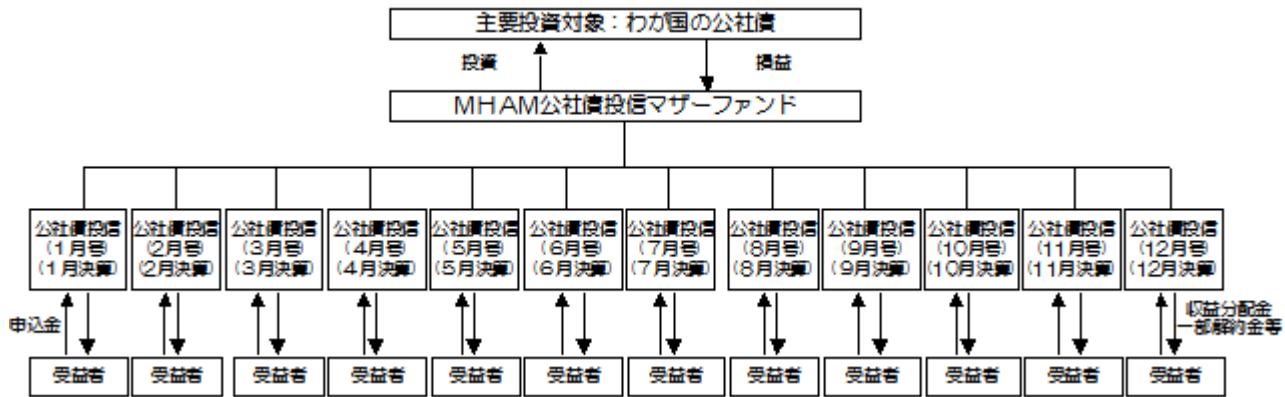 主要投資対象：わが国の公社債
投資
損益
MHAM公社債投信マザーファンド
公社債投信
(1月号)
(1月決算)
公社債投信
(2月号)
(2月決算)
公社債投信
(3月号)
(3月決算)
公社債投信
(4月号)
(4月決算)
公社債投信
(5月号)
(5月決算)
公社債投信
(6月号)
(6月決算)
公社債投信
(7月号)
(7月決算)
公社債投信
(8月号)
(8月決算)
公社債投信
(9月号)
(9月決算)
公社債投信
(10月号)
(10月決算)
公社債投信
(11月号)
(11月決算)
公社債投信
(12月号)
(12月決算)
申込金
収益分配金
一部解約金等
受益者
受益者
受益者
受益者
受益者
受益者
受益者
受益者
受益者
受益者
受益者
受益者